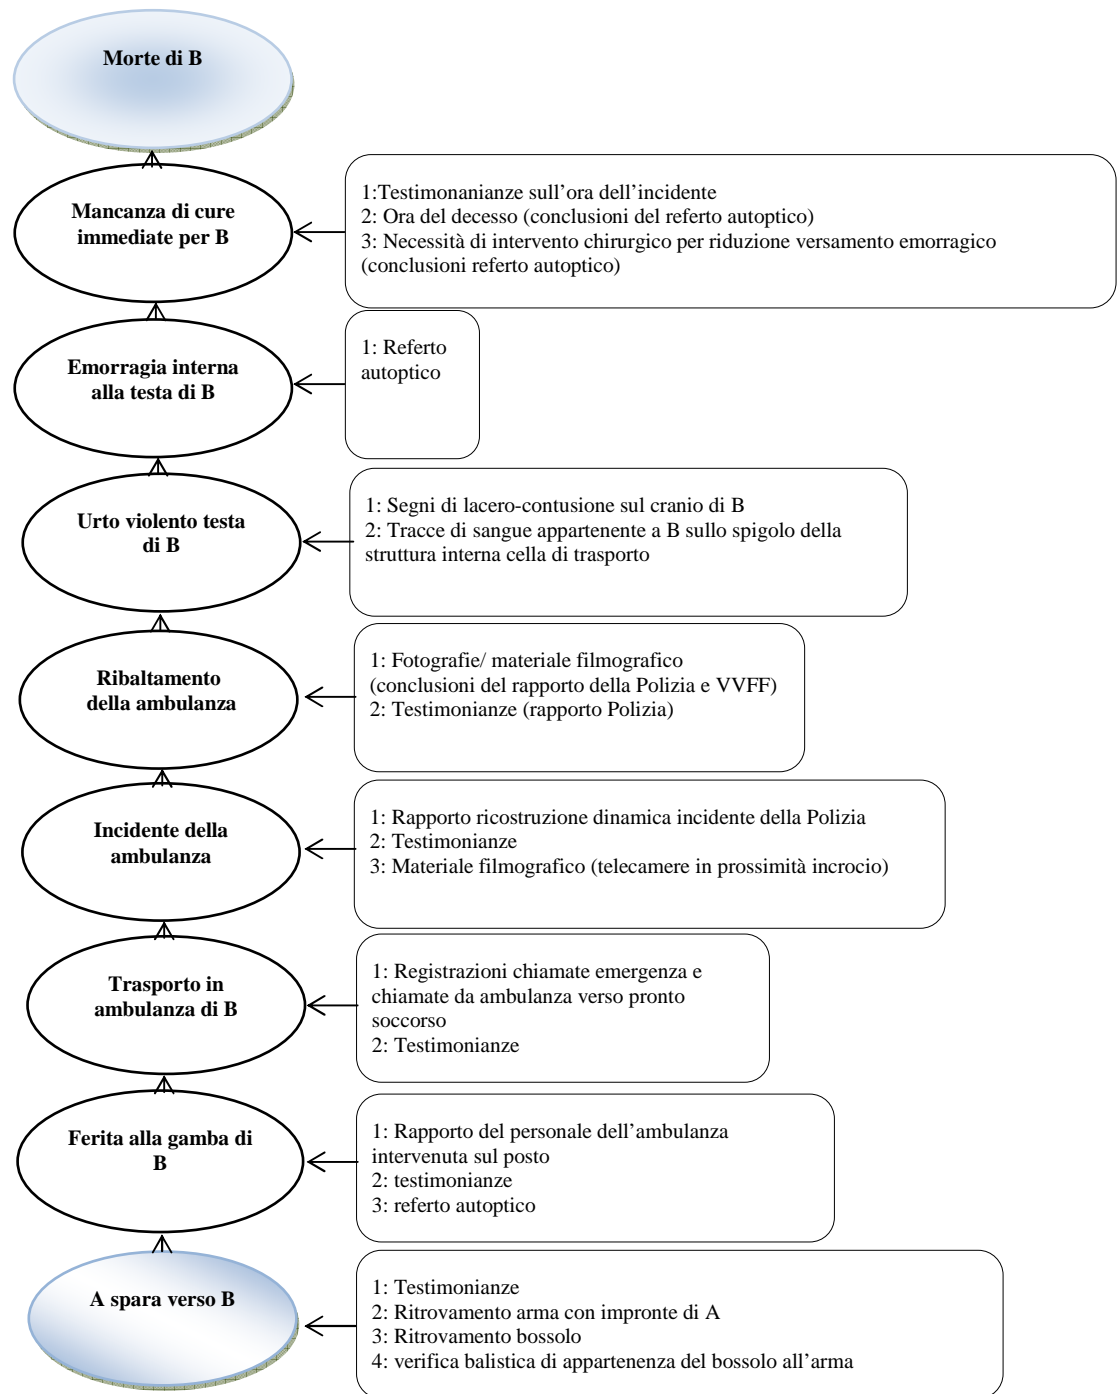 Morte di B
Mancanza di cure
immediate per B
1:Testimonanianze sull'ora dell'incidente
2: Ora del decesso (conclusioni del referto autoptico)
3: Necessità di intervento chirurgico per riduzione versamento emorragico
(conclusioni referto autoptico)
Emorragia interna
alla testa di B
1: Referto
autoptico
Urto violento testa
di B
1: Segni di lacero-contusione sul cranio di B
2: Tracce di sangue appartenente a B sullo spigolo della
struttura interna cella di trasporto
Ribaltamento
della ambulanza
1: Fotografie/ materiale filmografico
(conclusioni del rapporto della Polizia e VVFF)
2: Testimonianze (rapporto Polizia)
Incidente della
ambulanza
1: Rapporto ricostruzione dinamica incidente della Polizia
2: Testimonianze
3: Materiale filmografico (telecamere in prossimità incrocio)
Trasporto in
ambulanza di B
1: Registrazioni chiamate emergenza e
chiamate da ambulanza verso pronto
soccorso
2: Testimonianze
Ferita alla gamba di
B
1: Rapporto del personale dell'ambulanza
intervenuta sul posto
2: testimonianze
3: referto autoptico
A spara verso B
1: Testimonianze
2: Ritrovamento arma con impronte di A
3: Ritrovamento bossolo
4: verifica balistica di appartenenza del bossolo all'arma